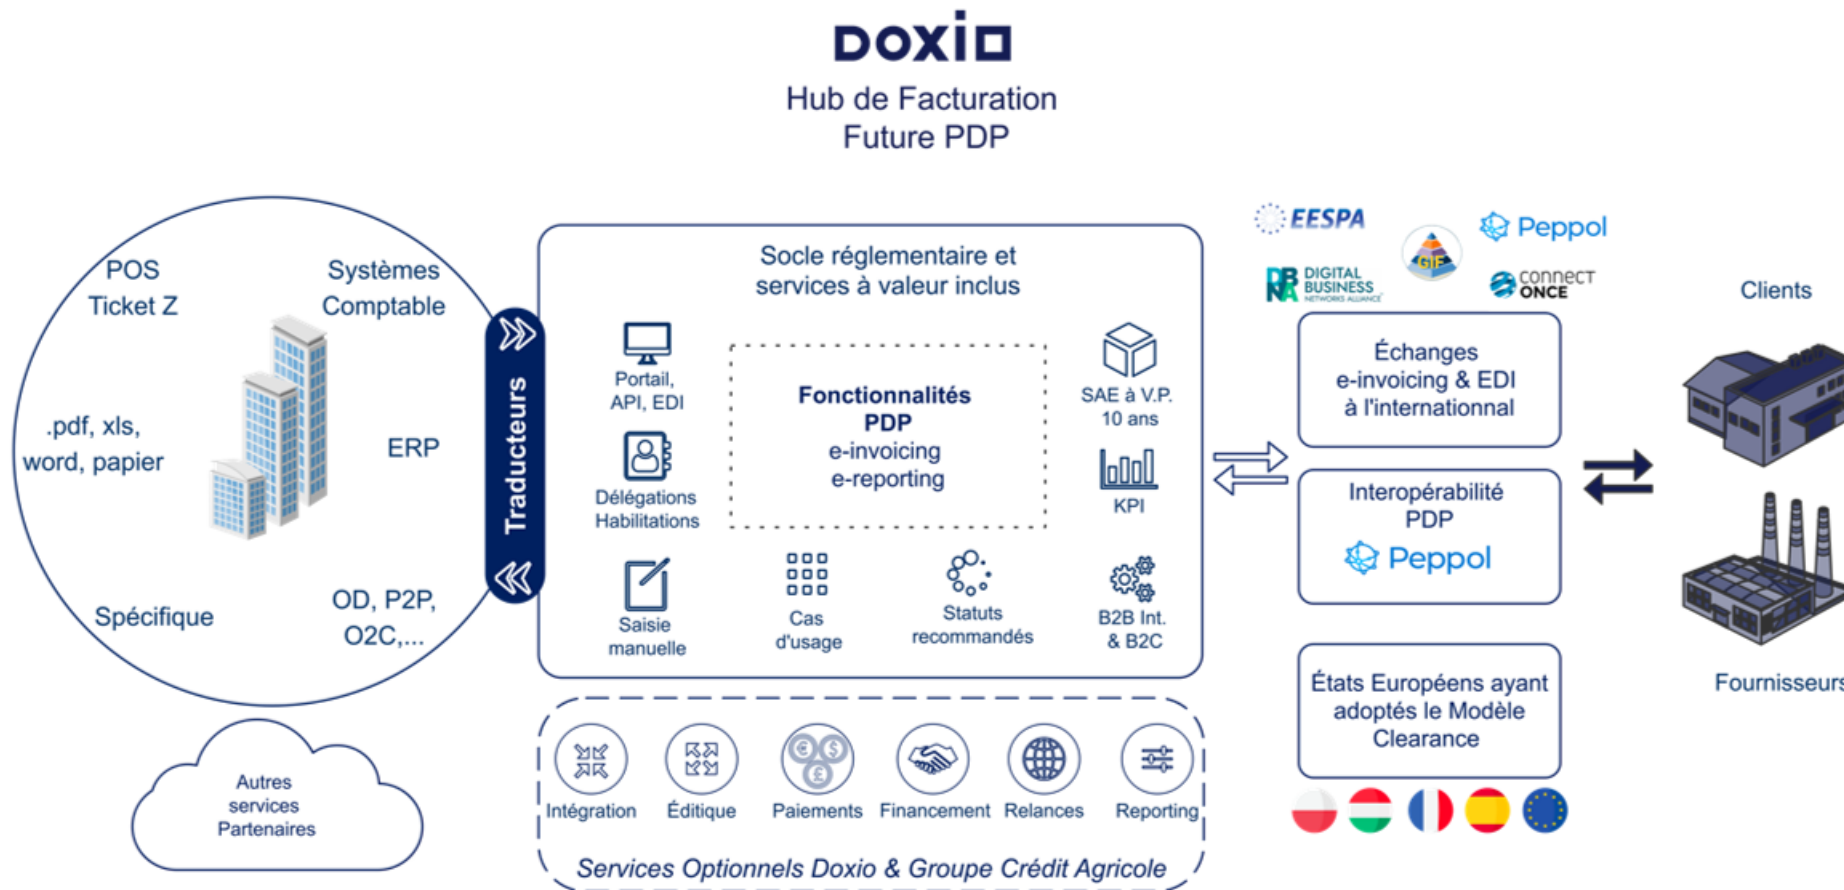 DOXIO
Hub de Facturation
Future PDP
POS
Ticket Z
Systèmes
Comptable
.pdf, xls,
word, papier
ERP
Spécifique
OD, P2P,
O2C,...
Autres
services
Partenaires
Traducteurs
Socle réglementaire et
services à valeur inclus
Portail,
API, EDI
Délégations
Habilitations
Saisie
manuelle
Fonctionnalités
PDP
e-invoicing
e-reporting
Cas
d'usage
Statuts
recommandés
SAE à V.P.
10 ans
KPI
B2B Int.
& B2C
Intégration
Éditique
Paiements
Financement
Relances
Reporting
Services Optionnels Doxio & Groupe Crédit Agricole
EESPA
GIF
Peppol
DBNA DIGITAL
BUSINESS
NETWORKS ALLIANCE
CONNECT
ONCE
Échanges
e-invoicing & EDI
à l'internationnal
Interopérabilité
PDP
Peppol
États Européens ayant
adoptés le Modèle
Clearance
Clients
Fournisseurs